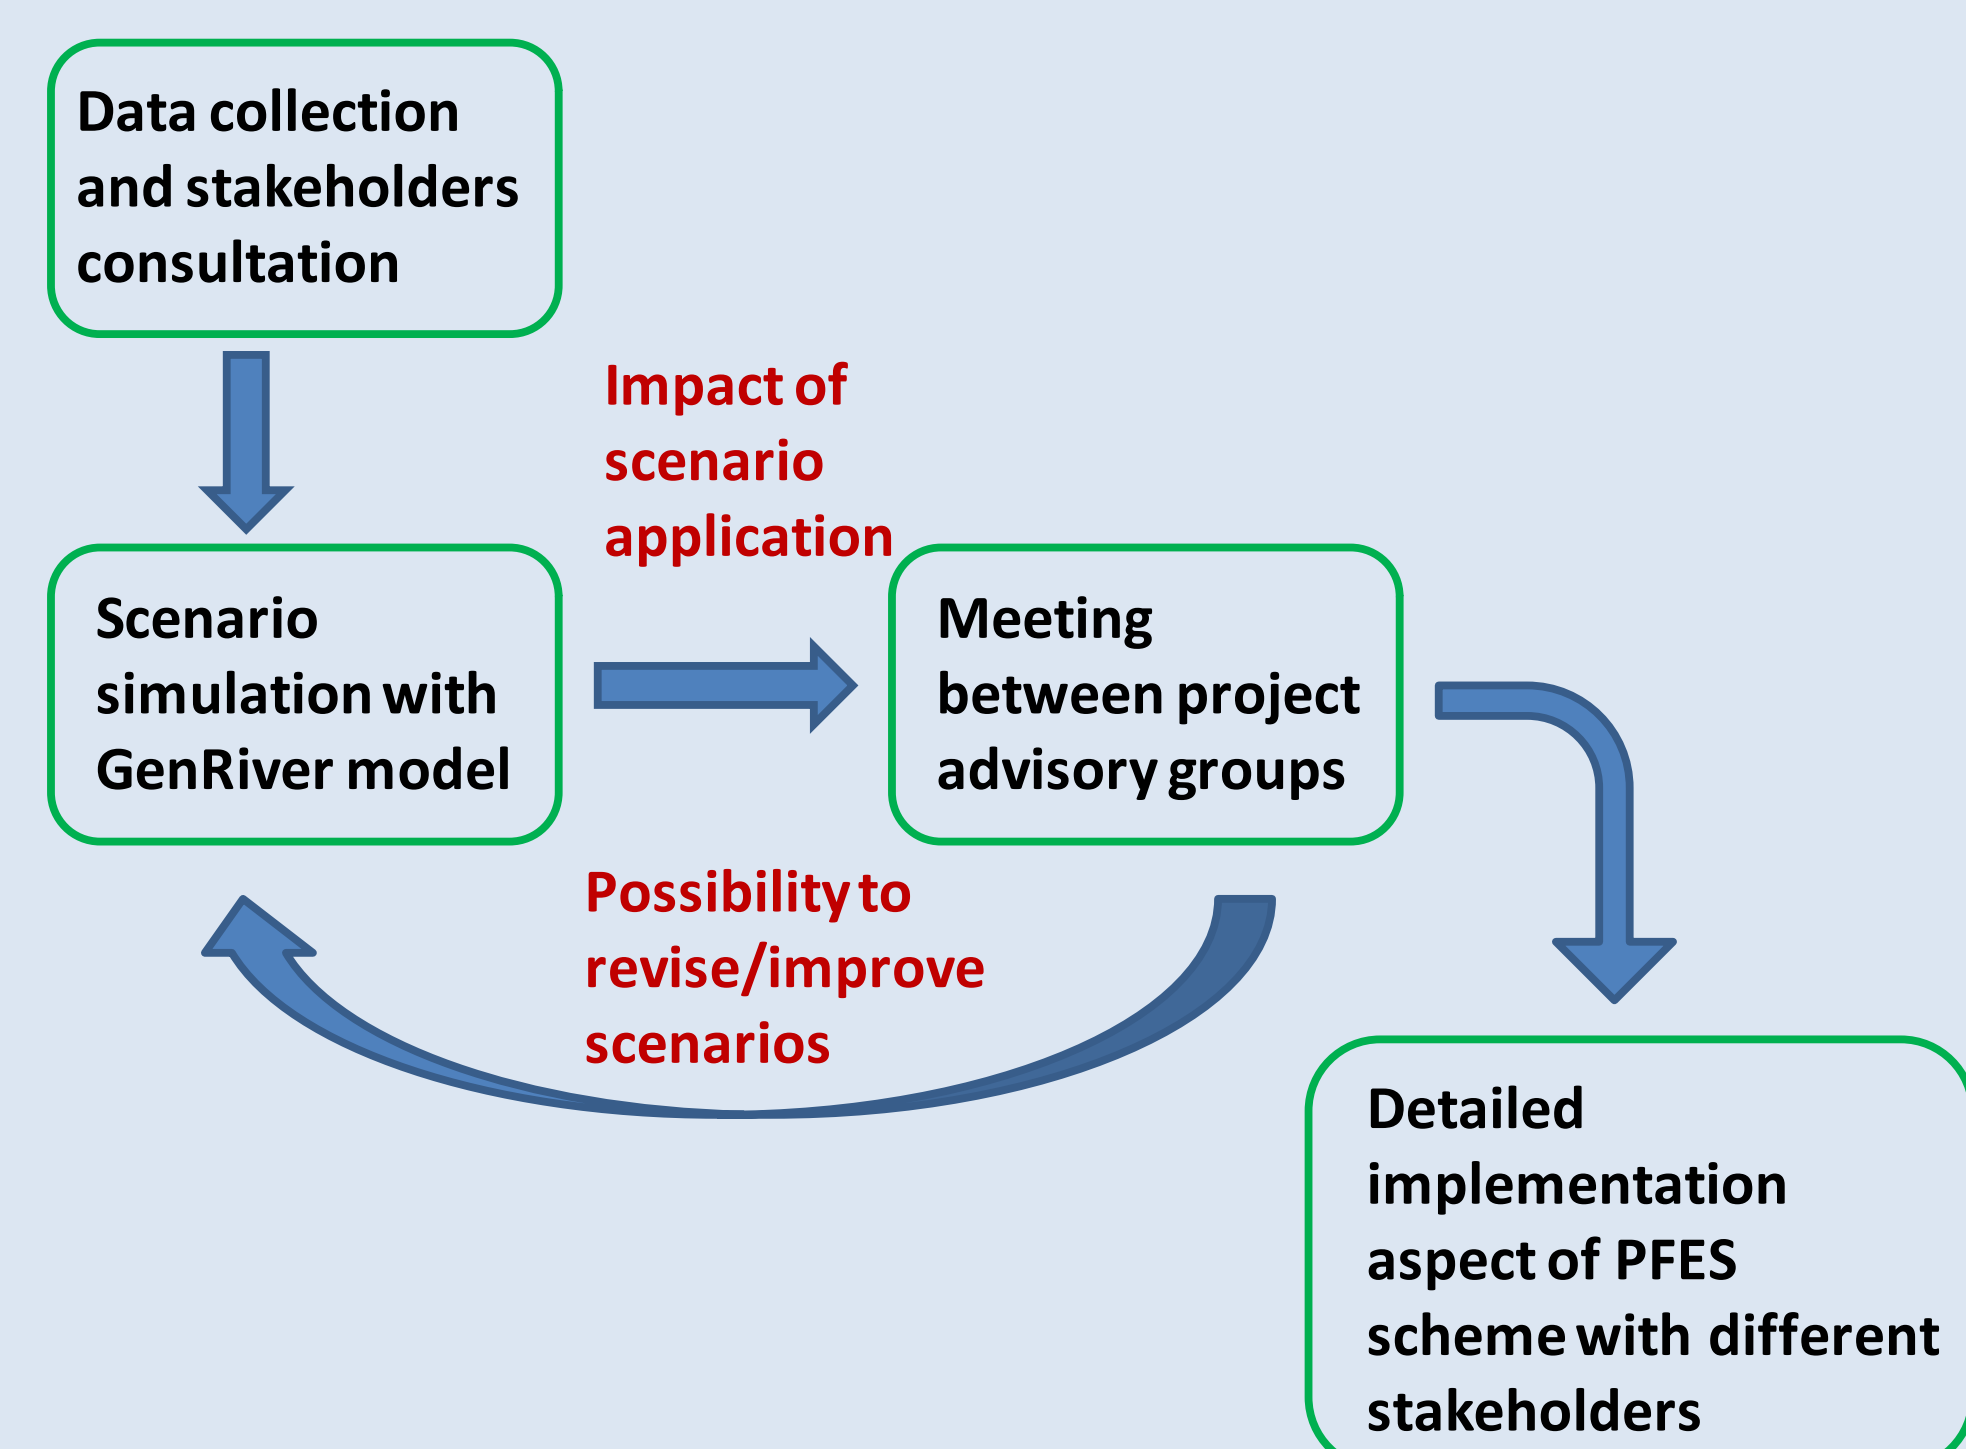 Data collection
and stakeholders
consultation
Impact of
scenario
application
Scenario
simulation with
GenRiver model
Meeting
between project
advisory groups
Possibility to
revise/improve
scenarios
Detailed
implementation
aspect of PFES
scheme with different
stakeholders